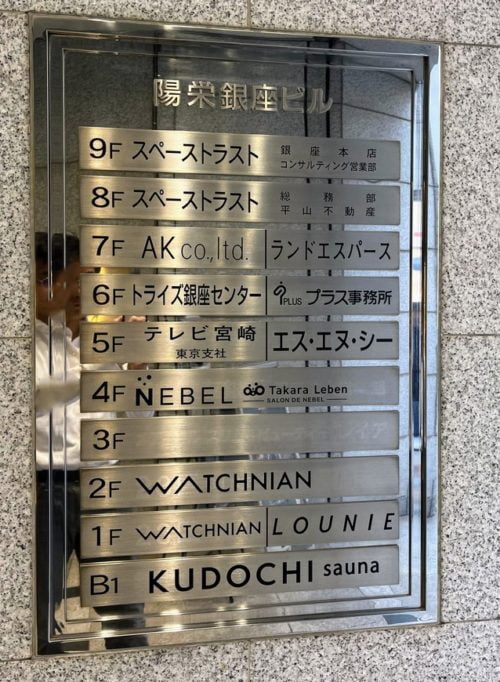 陽栄銀座ビル
9F スペーストラスト 銀座本店
コンサルティング営業部
8F スペーストラスト 総務部
平山不動産
7F AK co.,ltd. ランドエスパース
6F トライズ銀座センター PLUS プラス事務所
5F テレビ宮崎 エス・エヌ・シー
東京支社
4F NEBEL Takara Leben
SALON DE NEBEL
3F
2F WATCHNIAN
1F WATCHNIAN LOUNIE
B1 KUDOCHI sauna